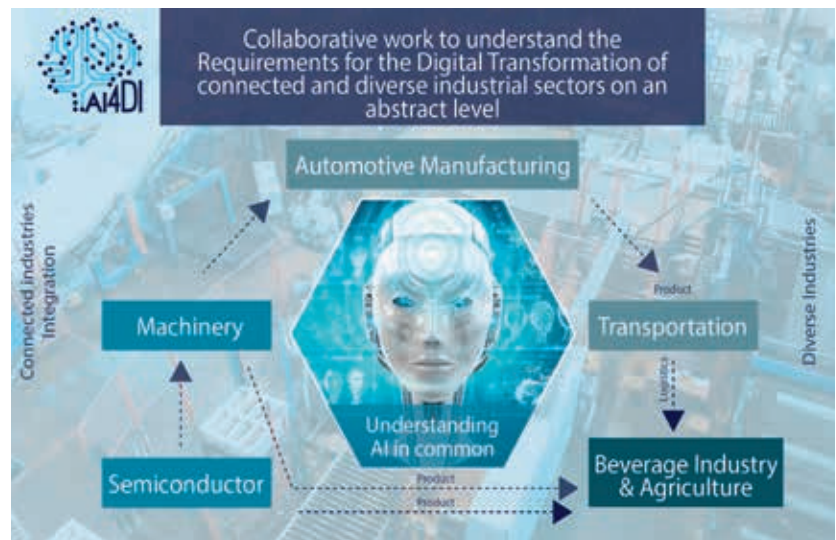 AI4DI
Collaborative work to understand the
Requirements for the Digital Transformation of
connected and diverse industrial sectors on an
abstract level
Automotive Manufacturing
Connected industries
Integration
Diverse Industries
Product
Machinery
Transportation
Logistics
Understanding
AI in common
Semiconductor
Beverage Industry
& Agriculture
Product
Product